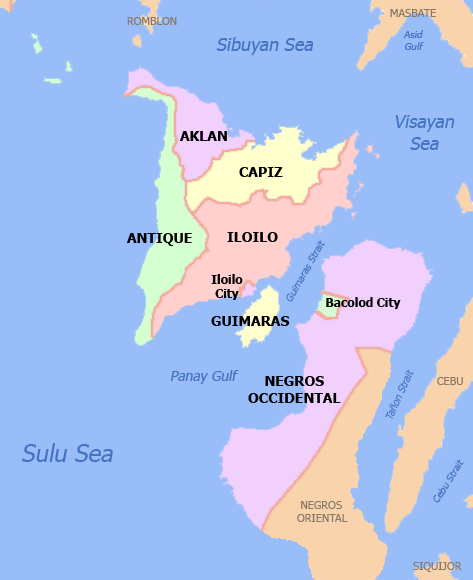 MASBATE
ROMBLON
Asid
Gulf
Sibuyan Sea
Visayan
Sea
AKLAN
CAPIZ
ANTIQUE
ILOILO
Guimaras Strait
Iloilo
City
Bacolod City
GUIMARAS
Panay Gulf
NEGROS
OCCIDENTAL
Tañon Strait
CEBU
Sulu Sea
Cebu Strait
NEGROS
ORIENTAL
SIQUIJOR